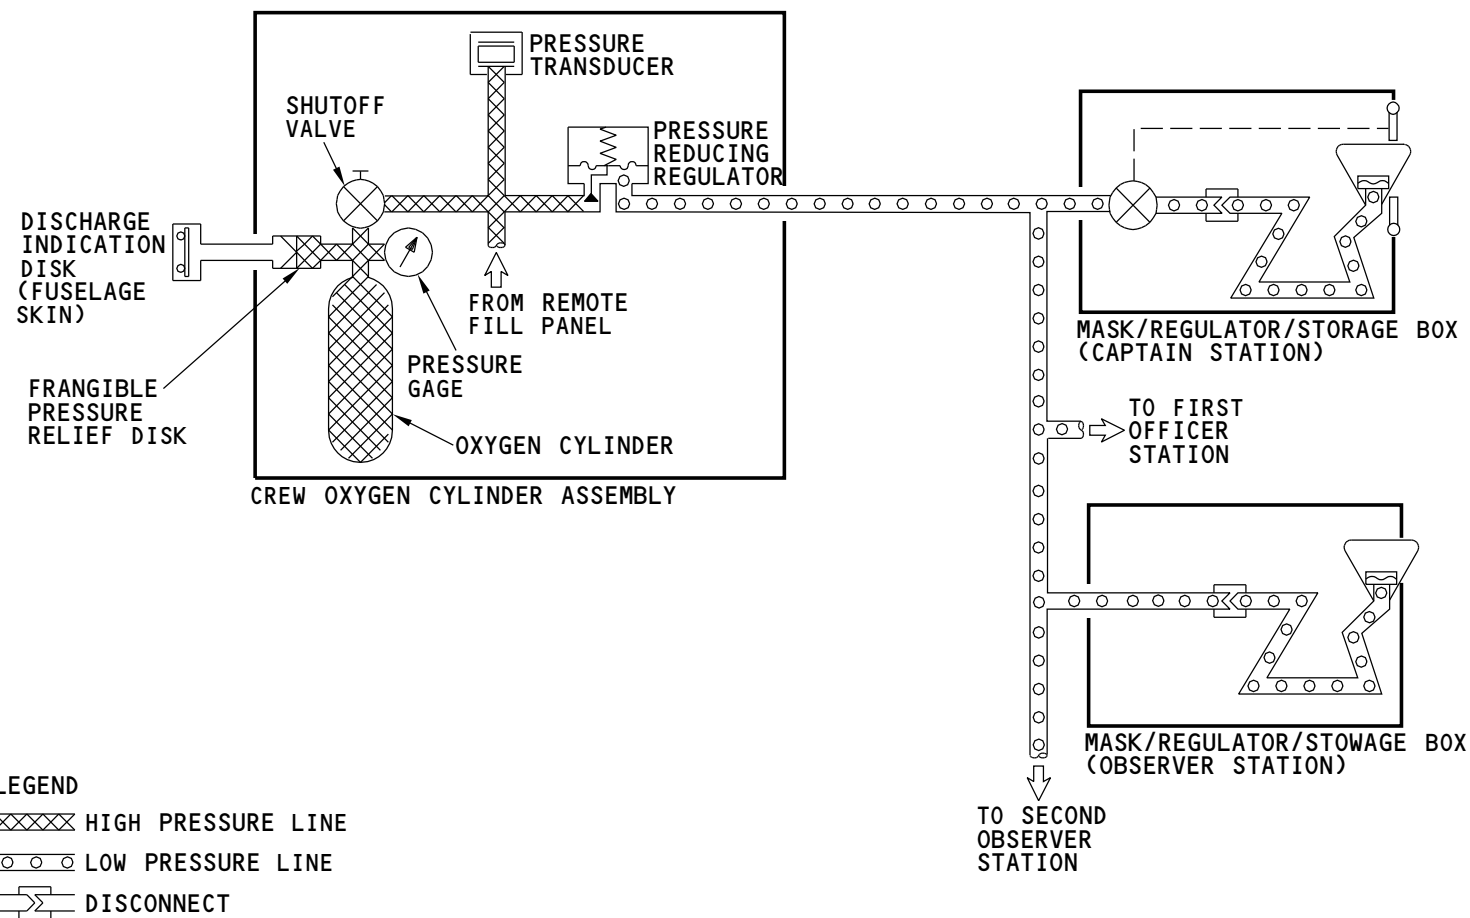 PRESSURE
TRANSDUCER
SHUTOFF
VALVE
PRESSURE
REDUCING
REGULATOR
DISCHARGE
INDICATION
DISK
(FUSELAGE
SKIN)
FROM REMOTE
FILL PANEL
PRESSURE
GAGE
FRANGIBLE
PRESSURE
RELIEF DISK
OXYGEN CYLINDER
CREW OXYGEN CYLINDER ASSEMBLY
MASK/REGULATOR/STORAGE BOX
(CAPTAIN STATION)
TO FIRST
OFFICER
STATION
MASK/REGULATOR/STOWAGE BOX
(OBSERVER STATION)
TO SECOND
OBSERVER
STATION
LEGEND
HIGH PRESSURE LINE
LOW PRESSURE LINE
DISCONNECT